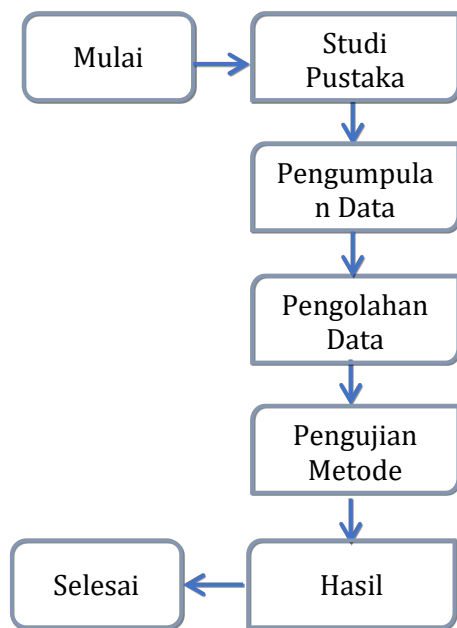 Mulai
Studi
Pustaka
Pengumpula
n Data
Pengolahan
Data
Pengujian
Metode
Hasil
Selesai